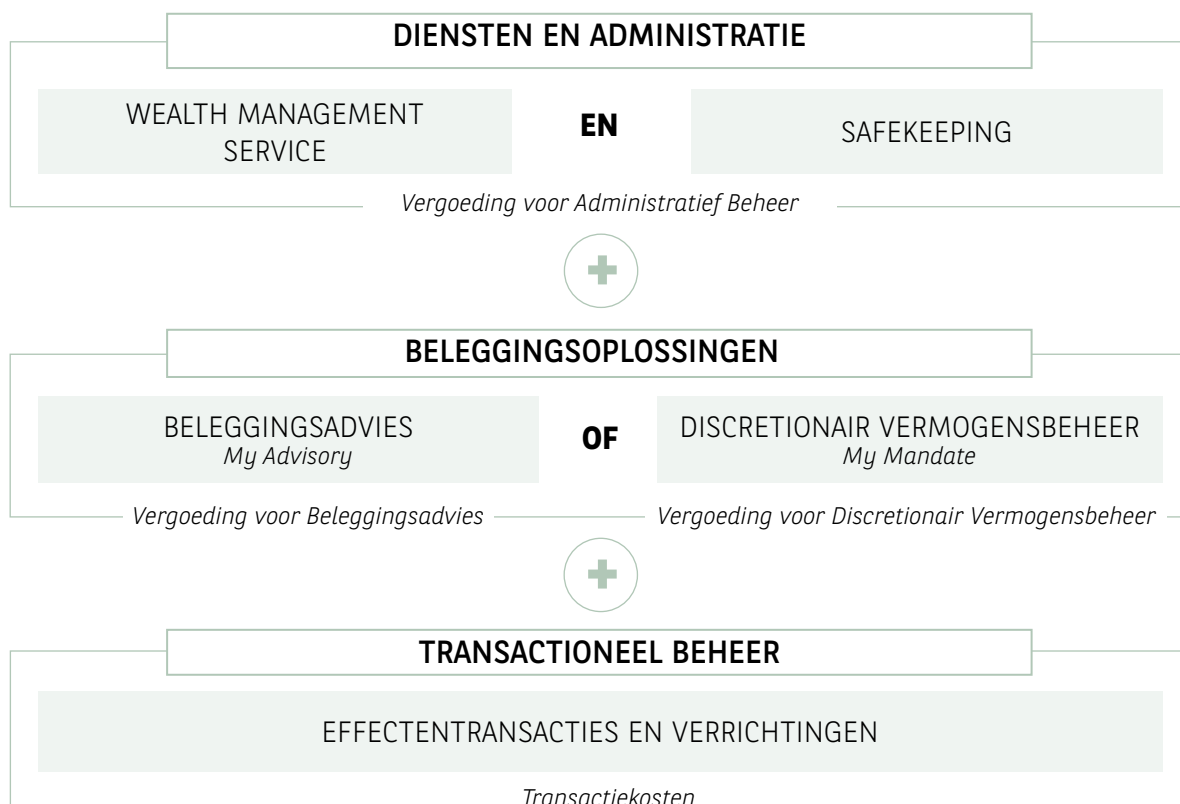 DIENSTEN EN ADMINISTRATIE
WEALTH MANAGEMENT
SERVICE
EN
SAFEKEEPING
Vergoeding voor Administratief Beheer
BELEGGINGSOPLOSSINGEN
BELEGGINGSADVIES
My Advisory
OF
DISCRETIONAIR VERMOGENSBEHEER
My Mandate
Vergoeding voor Beleggingsadvies
Vergoeding voor Discretionair Vermogensbeheer
TRANSACTIONEEL BEHEER
EFFECTENTRANSACTIES EN VERRICHTINGEN
Transactiekosten